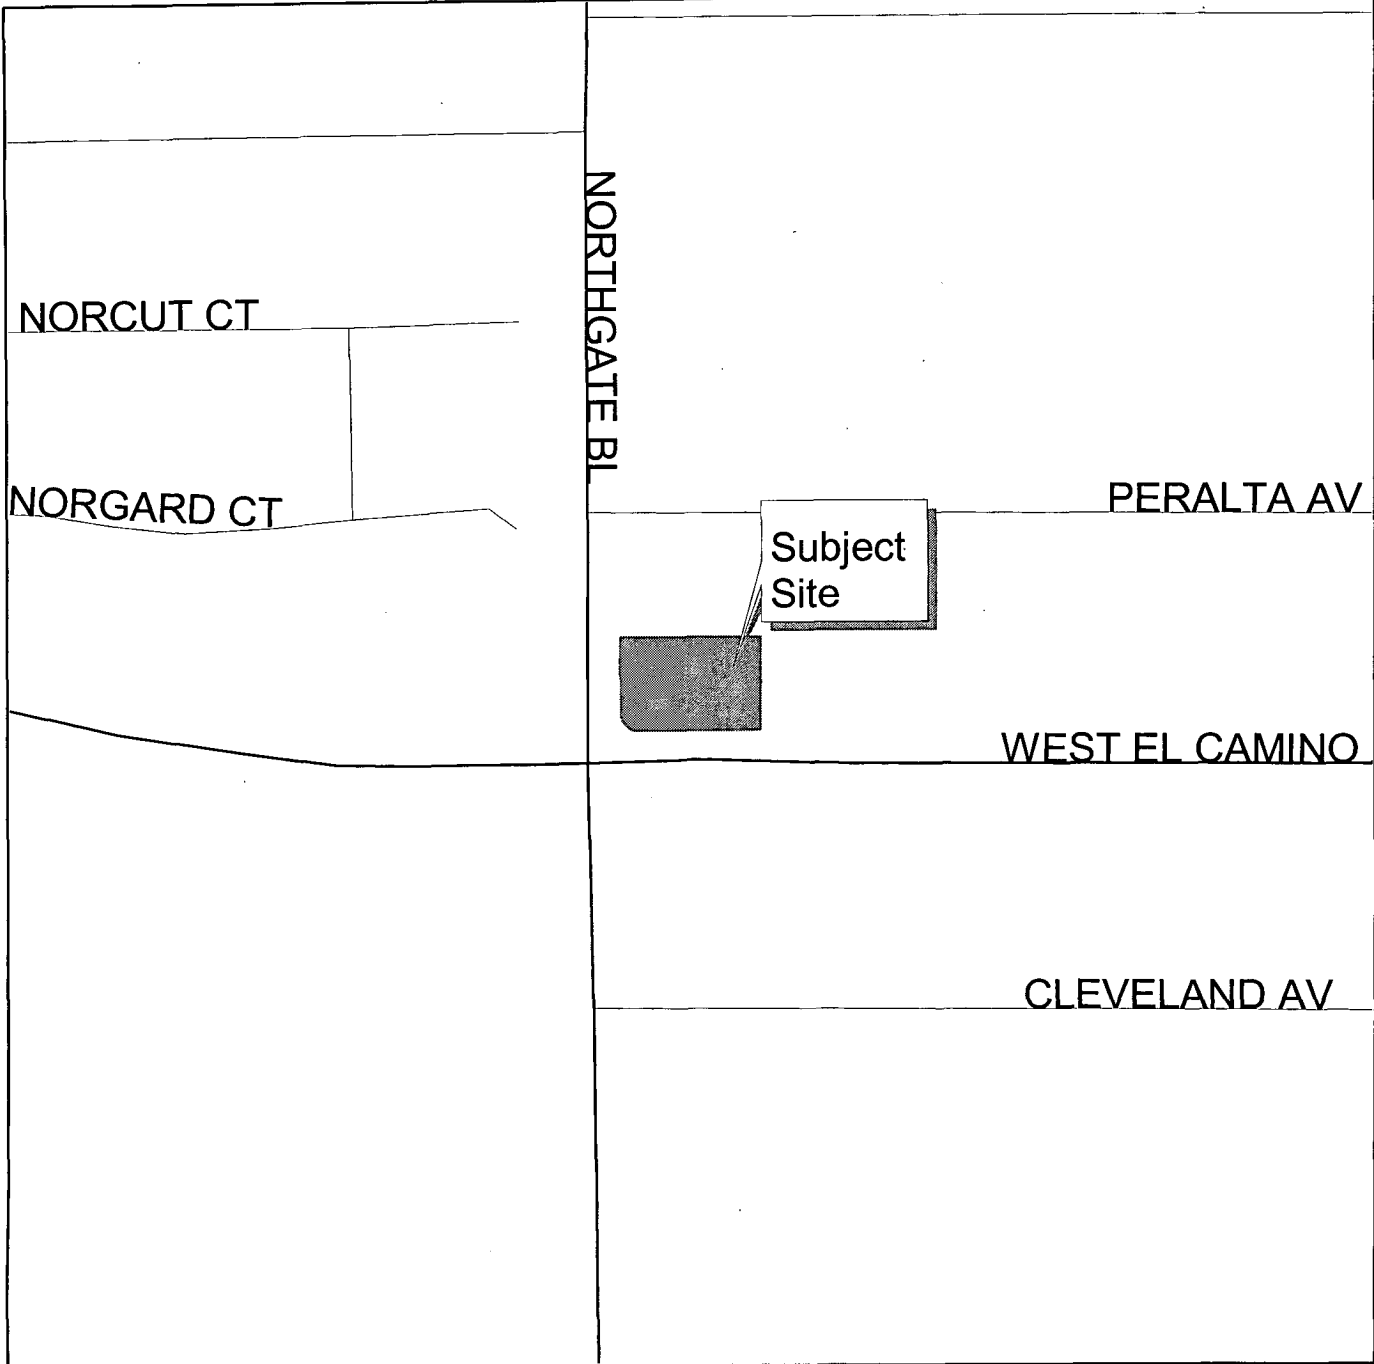 NORTHGATE BL
NORCUT CT
NORGARD CT
PERALTA AV
Subject
Site
WEST EL CAMINO
CLEVELAND AV